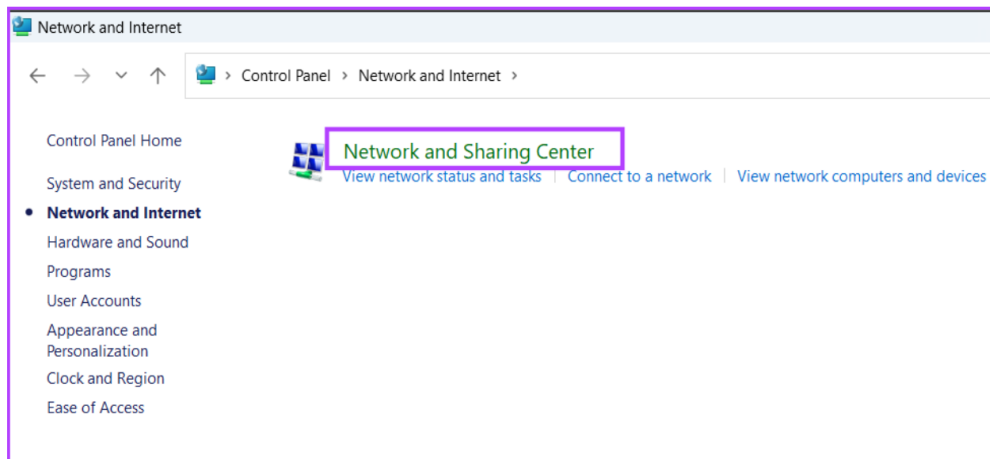 Network and Internet
Control Panel > Network and Internet >
Control Panel Home
System and Security
Network and Internet
Hardware and Sound
Programs
User Accounts
Appearance and
Personalization
Clock and Region
Ease of Access
Network and Sharing Center
View network status and tasks | Connect to a network | View network computers and devices